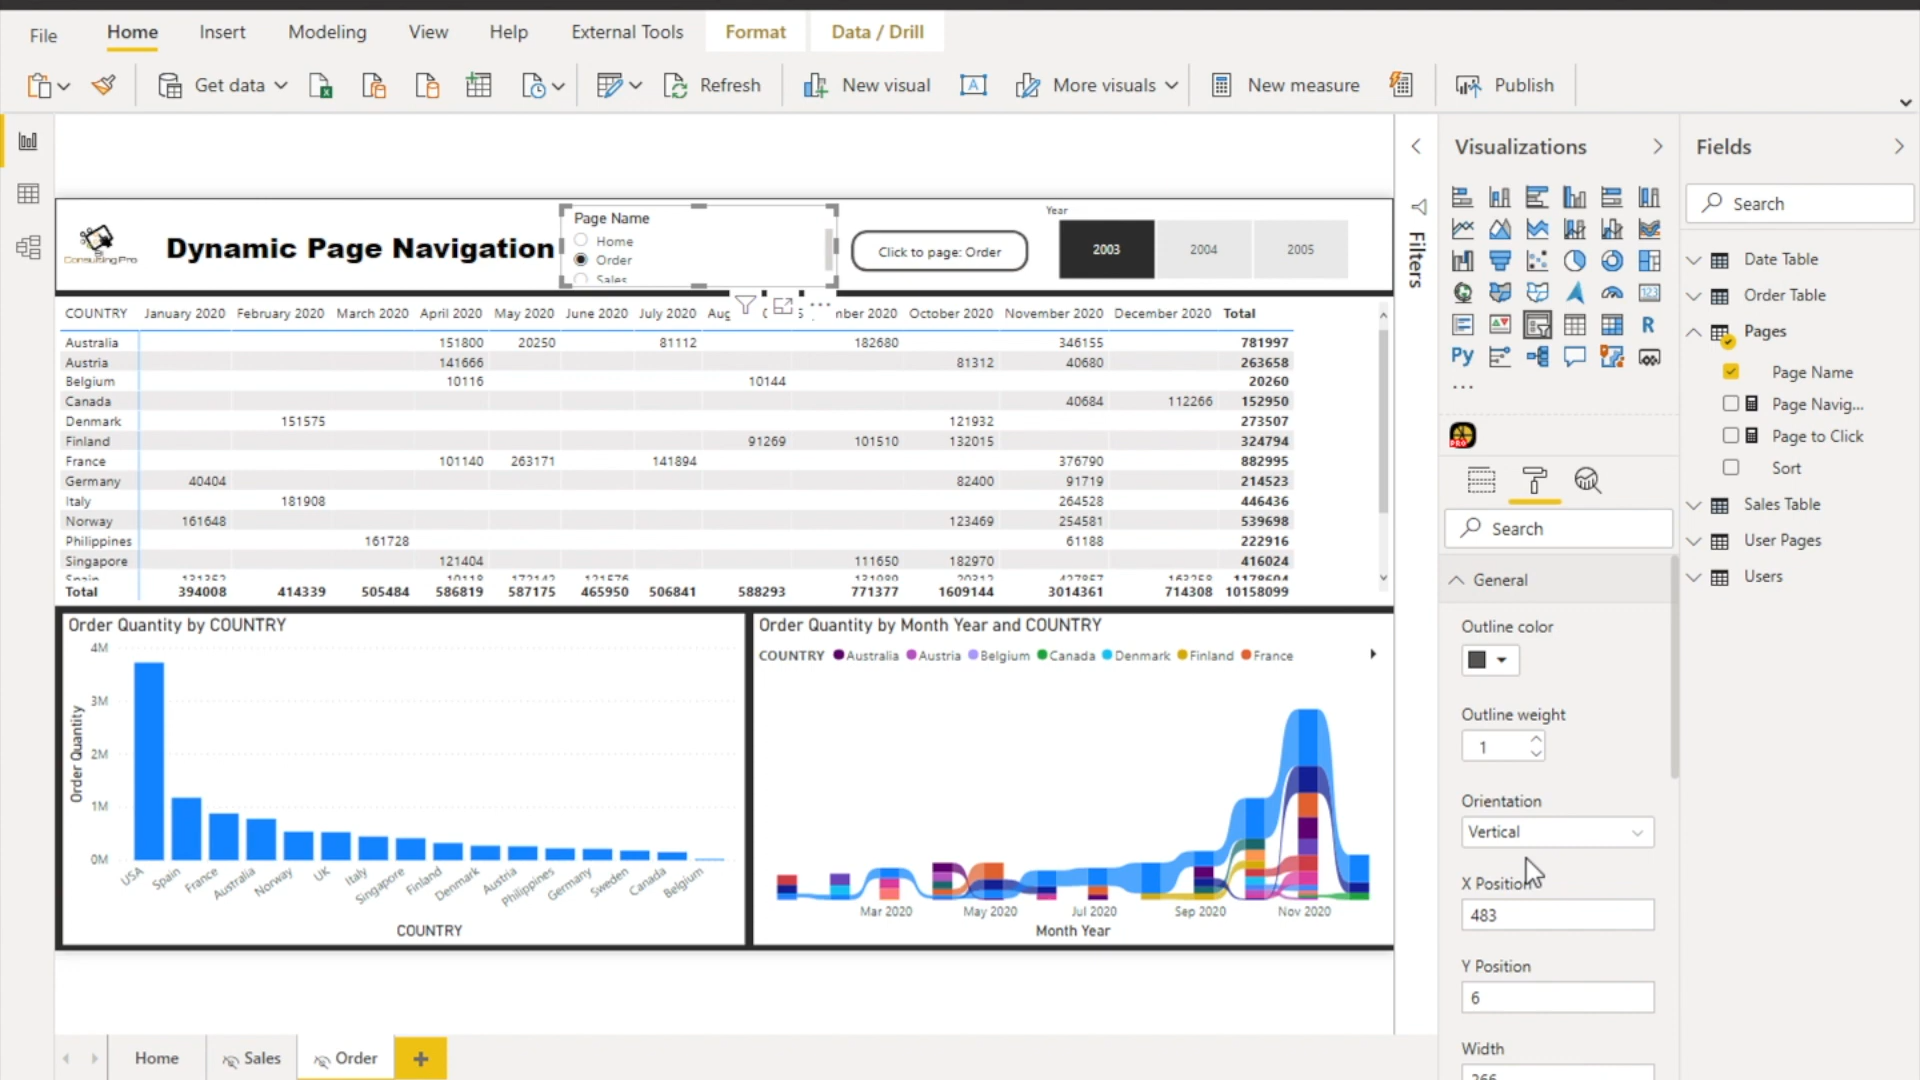 File Home Insert Modeling View Help External Tools Format Data / Drill
Get data Refresh New visual More visuals New measure Publish
Dynamic Page Navigation
Page Name
Home
Order
Sales
Click to page: Order
Year
2003 2004 2005
COUNTRY January 2020 February 2020 March 2020 April 2020 May 2020 June 2020 July 2020 Aug nber 2020 October 2020 November 2020 December 2020 Total
Australia 151800 20250 81112 182680 346155 781997
Austria 141666 81312 40680 263658
Belgium 10116 10144 20260
Canada 40684 112266 152950
Denmark 151575 121932 273507
Finland 91269 101510 132015 324794
France 101140 263171 141894 376790 882995
Germany 40404 82400 91719 214523
Italy 181908 264528 446436
Norway 161648 123469 254581 539698
Philippines 161728 61188 222916
Singapore 121404 111650 182970 416024
Spain
Total 394008 414339 505484 586819 587175 465950 506841 588293 771377 1609144 3014361 714308 10158099
Order Quantity by COUNTRY
4M
3M
2M
1M
0M
Order Quantity
USA Spain France Australia Norway UK Italy Singapore Finland Denmark Austria Philippines Germany Sweden Canada Belgium
COUNTRY
Order Quantity by Month Year and COUNTRY
COUNTRY Australia Austria Belgium Canada Denmark Finland France
Mar 2020 May 2020 Jul 2020 Sep 2020 Nov 2020
Month Year
Home Sales Order +
Filters
Visualizations
R
Py
123
PRO
Search
General
Outline color
Outline weight
1
Orientation
Vertical
X Position
483
Y Position
6
Width
266
Fields
Search
Date Table
Order Table
Pages
Page Name
Page Navig...
Page to Click
Sort
Sales Table
User Pages
Users